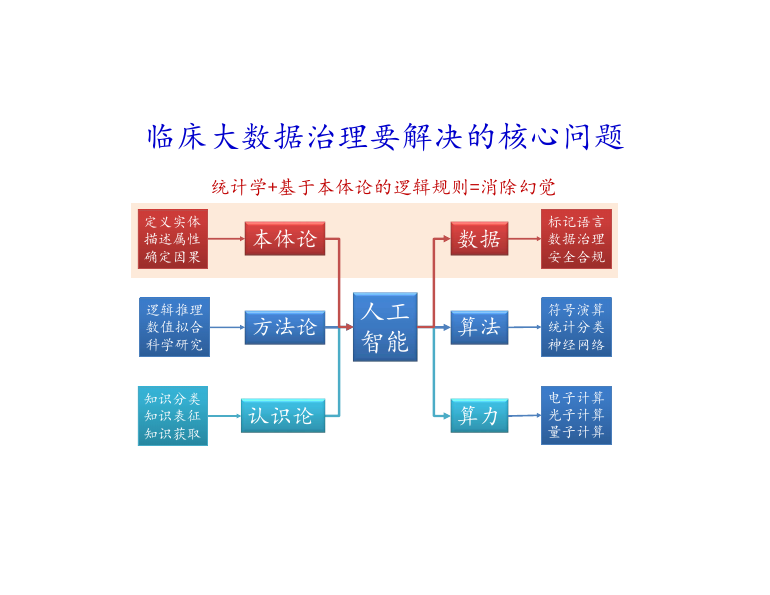 临床大数据治理要解决的核心问题
统计学+基于本体论的逻辑规则=消除幻觉
定义实体
描述属性
确定因果
本体论
数据
标记语言
数据治理
安全合规
逻辑推理
数值拟合
科学研究
方法论
人工
智能
算法
符号演算
统计分类
神经网络
知识分类
知识表征
知识获取
认识论
算力
电子计算
光子计算
量子计算